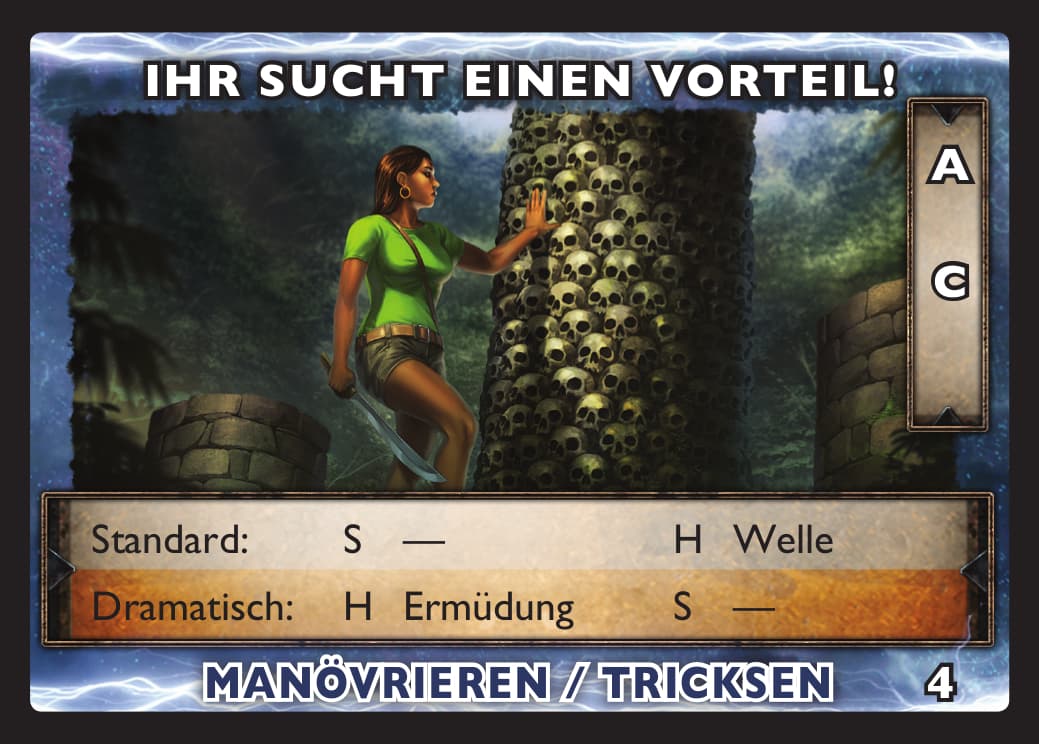 IHR SUCHT EINEN VORTEIL!
A
C
Standard: S — H Welle
Dramatisch: H Ermüdung S —
MANÖVRIEREN / TRICKSEN 4